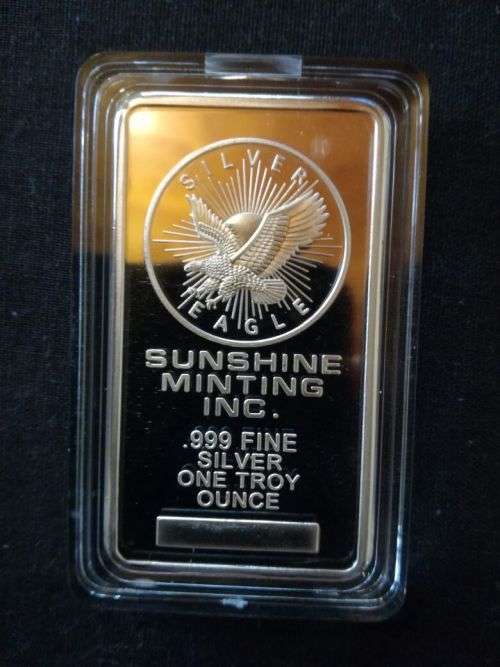 SILVER
EAGLE
SUNSHINE
MINTING
INC.
.999 FINE
SILVER
ONE TROY
OUNCE